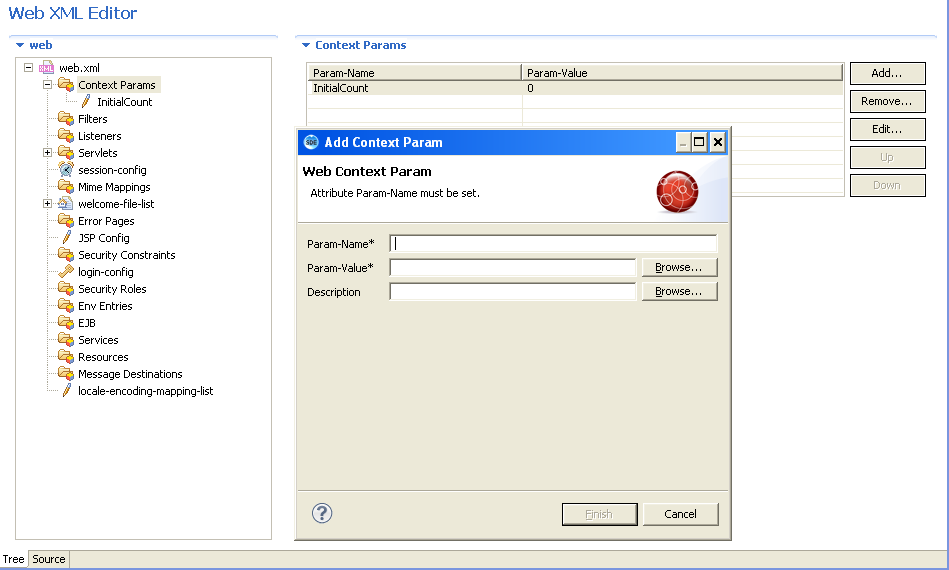 Web XML Editor
web
web.xml
Context Params
InitialCount
Filters
Listeners
Servlets
session-config
Mime Mappings
welcome-file-list
Error Pages
JSP Config
Security Constraints
login-config
Security Roles
Env Entries
EJB
Services
Resources
Message Destinations
locale-encoding-mapping-list
Context Params
Param-Name Param-Value
InitialCount 0
Add...
Remove...
Edit...
Up
Down
SDE Add Context Param
Web Context Param
Attribute Param-Name must be set.
Param-Name*
Param-Value* Browse...
Description Browse...
? Finish Cancel
Tree Source